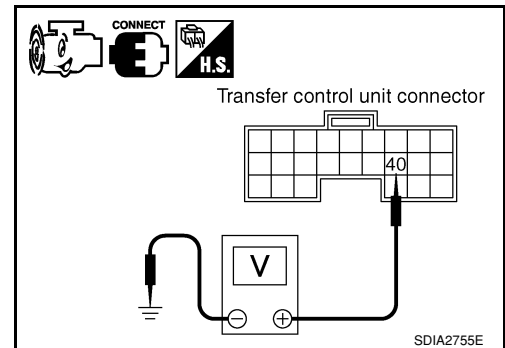 CONNECT
H.S.
Transfer control unit connector
40
V
− +
SDIA2755E